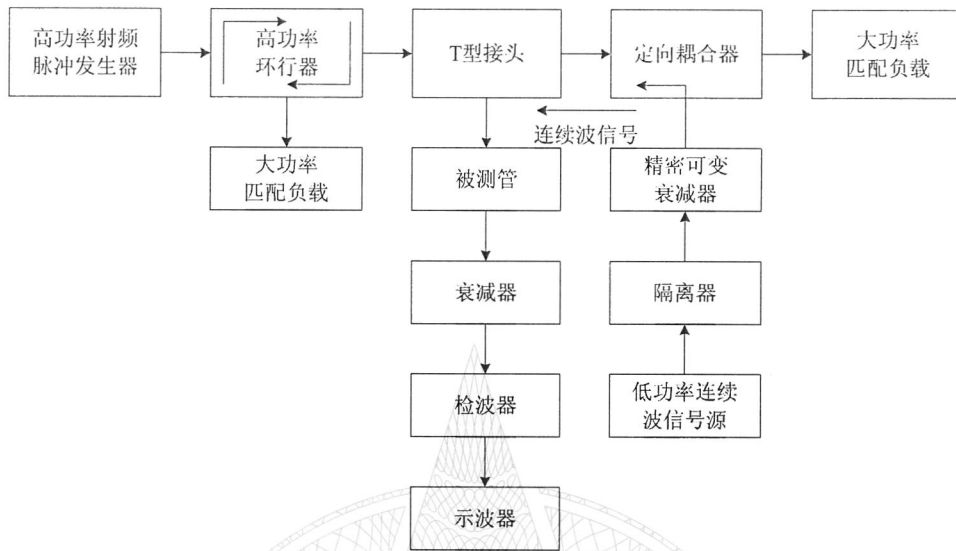 高功率射频
脉冲发生器
高功率
环行器
T型接头
定向耦合器
大功率
匹配负载
连续波信号
大功率
匹配负载
被测管
精密可变
衰减器
衰减器
隔离器
检波器
低功率连续
波信号源
示波器